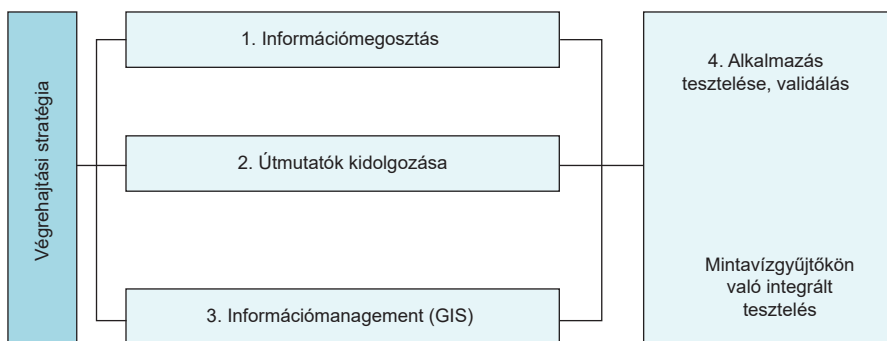 Végrehajtási stratégia
1. Információmegosztás
2. Útmutatók kidolgozása
3. Információmanagement (GIS)
4. Alkalmazás
tesztelése, validálás
Mintavízgyűjtőkön
való integrált
tesztelés